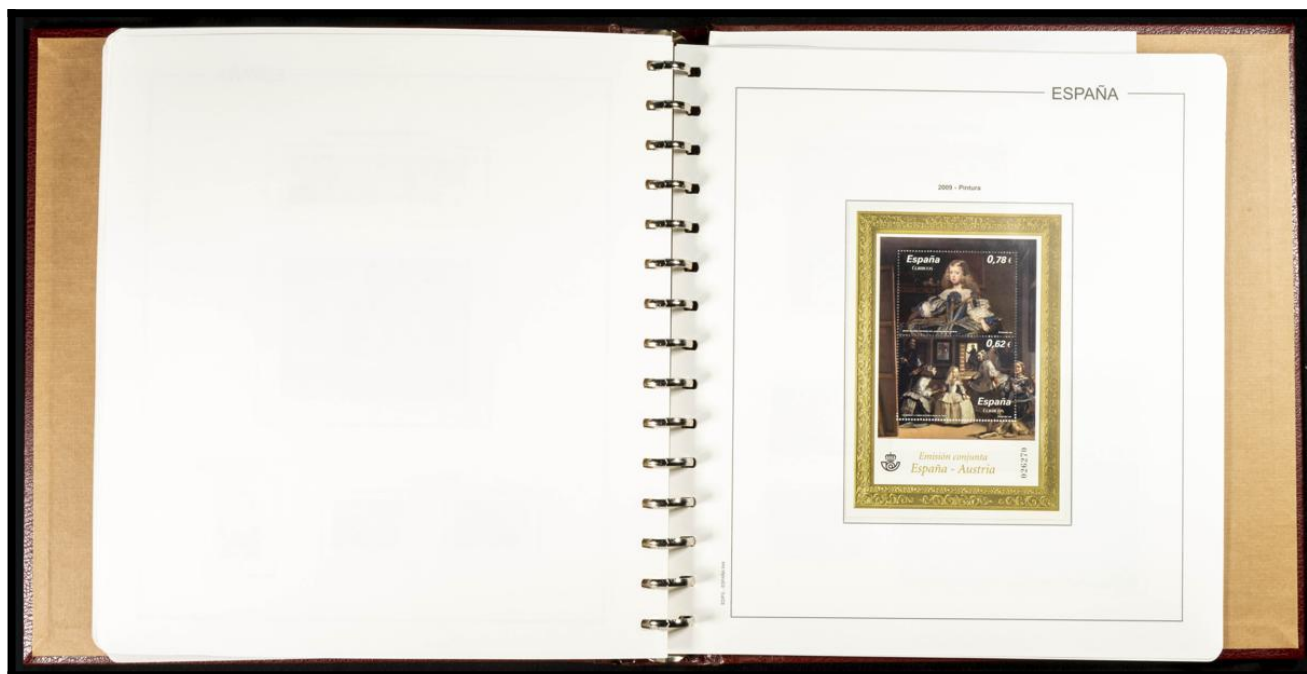 ESPAÑA
2009 - Pintura
España
CORREOS
0,78 €
0,62 €
España
CORREOS
Emisión conjunta
España - Austria
026270